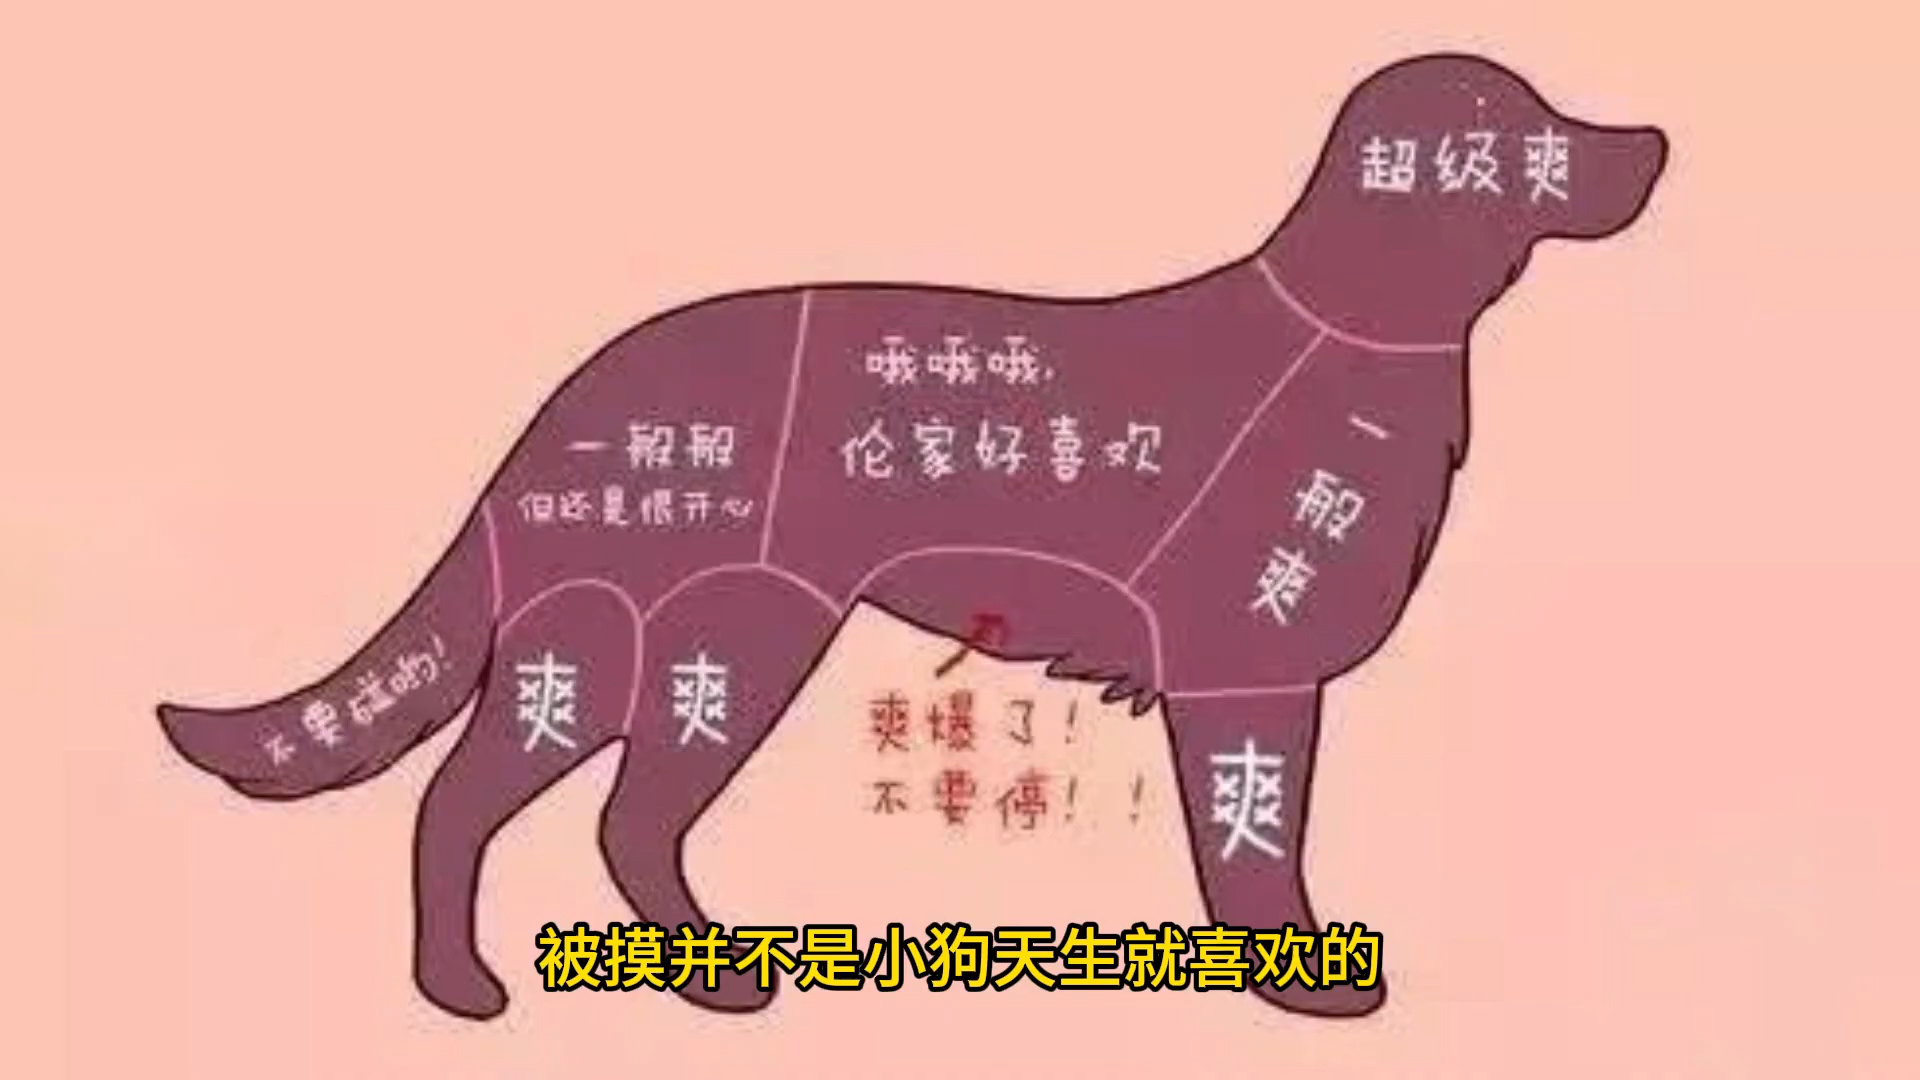 超级爽
哦哦哦,
伦家好喜欢
一般般
但还是很开心
一般爽
不要碰哟!
爽
爽
爽
爽爆了!
不要停!!
被摸并不是小狗天生就喜欢的